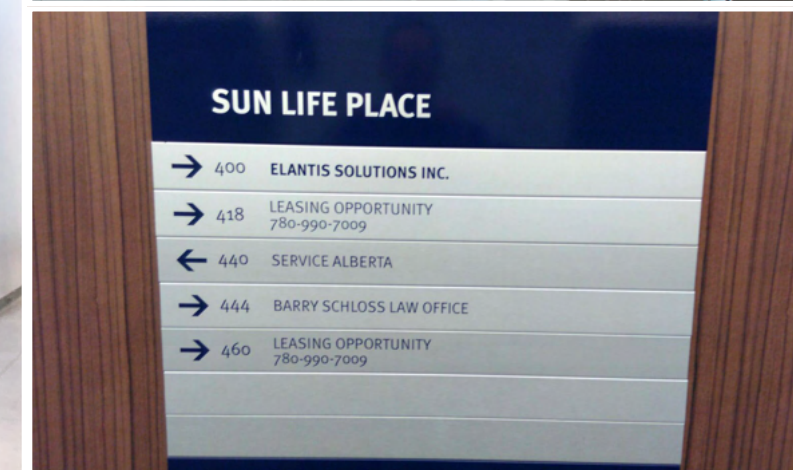 SUN LIFE PLACE
→ 400 ELANTIS SOLUTIONS INC.
→ 418 LEASING OPPORTUNITY
780-990-7009
← 440 SERVICE ALBERTA
→ 444 BARRY SCHLOSS LAW OFFICE
→ 460 LEASING OPPORTUNITY
780-990-7009